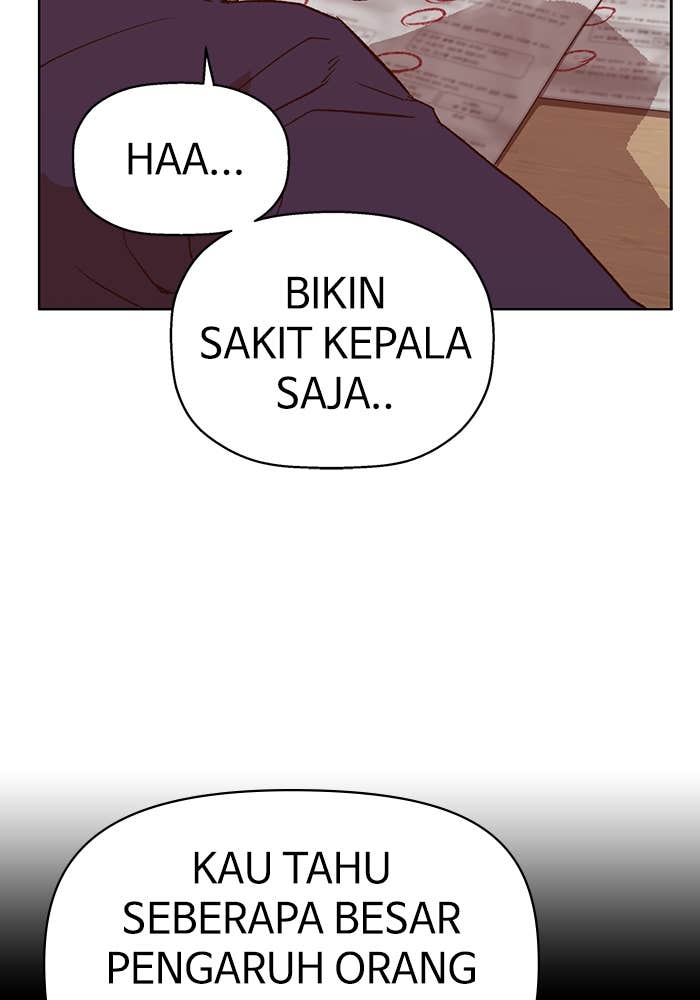 HAA...
BIKIN
SAKIT KEPALA
SAJA..
KAU TAHU
SEBERAPA BESAR
PENGARUH ORANG